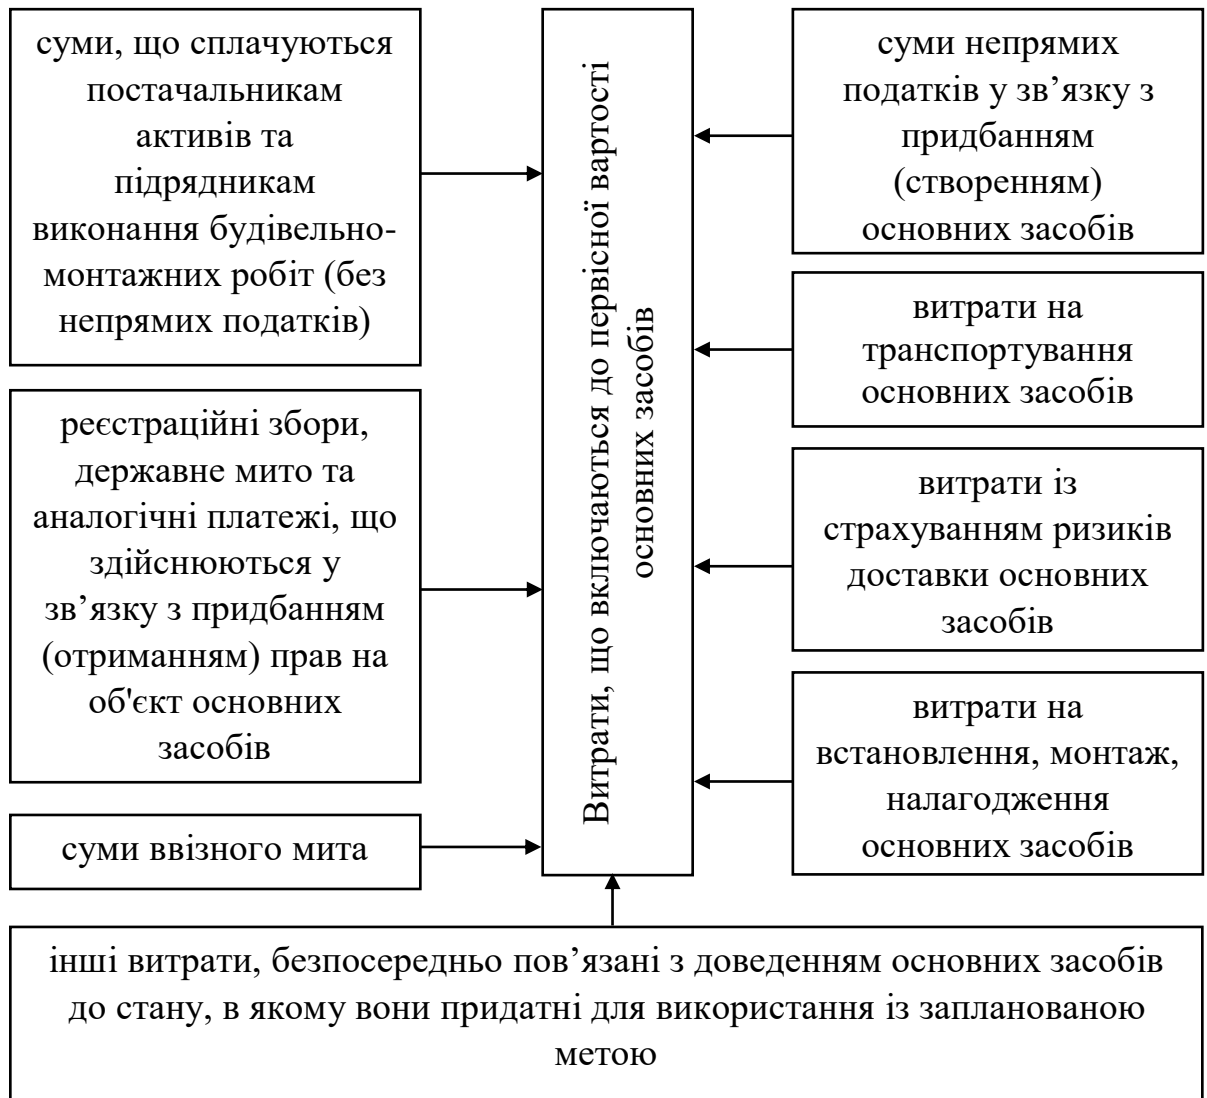 суми, що сплачуються
постачальникам
активів та
підрядникам
виконання будівельно-
монтажних робіт (без
непрямих податків)
реєстраційні збори,
державне мито та
аналогічні платежі, що
здійснюються у
зв’язку з придбанням
(отриманням) прав на
об'єкт основних
засобів
суми ввізного мита
Витрати, що включаються до первісної вартості
основних засобів
суми непрямих
податків у зв’язку з
придбанням
(створенням)
основних засобів
витрати на
транспортування
основних засобів
витрати із
страхуванням ризиків
доставки основних
засобів
витрати на
встановлення, монтаж,
налагодження
основних засобів
інші витрати, безпосередньо пов’язані з доведенням основних засобів
до стану, в якому вони придатні для використання із запланованою
метою